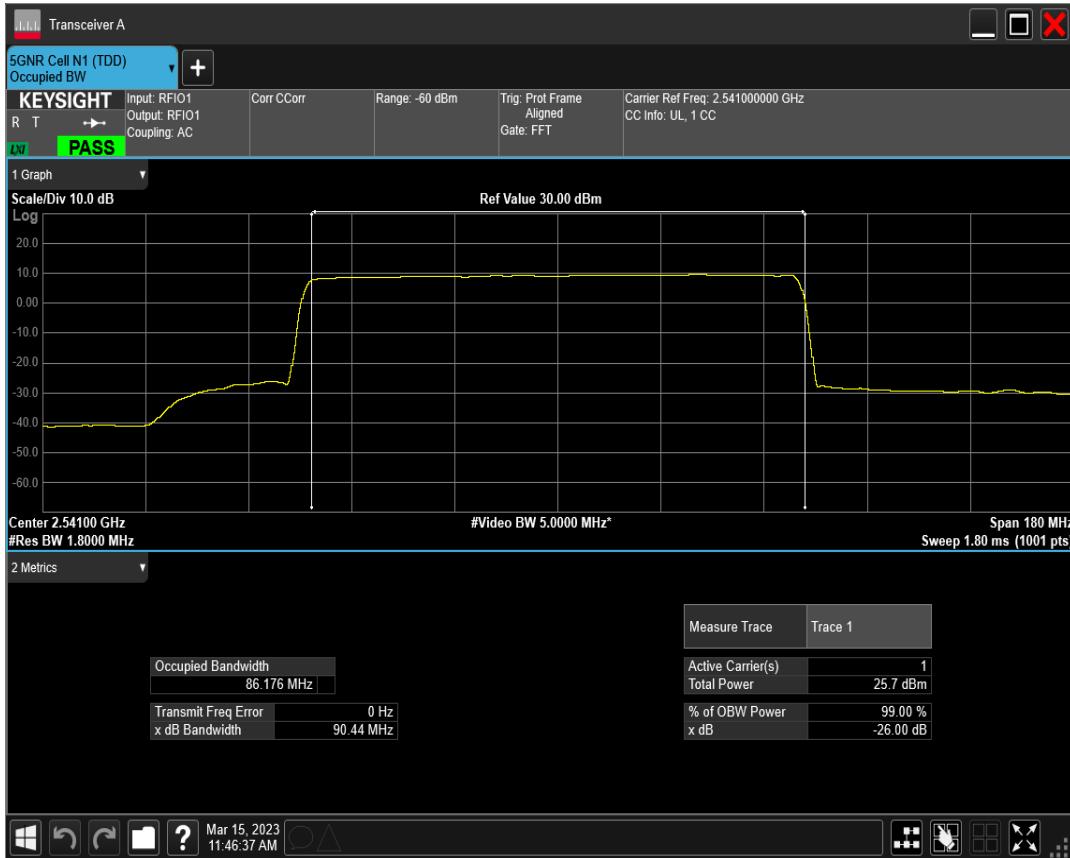 Transceiver A
5GNR Cell N1 (TDD)
Occupied BW
+
KEYSIGHT
R T
LXI
PASS
Input: RFIO1
Output: RFIO1
Coupling: AC
Corr CCorr
Range: -60 dBm
Trig: Prot Frame
Aligned
Gate: FFT
Carrier Ref Freq: 2.541000000 GHz
CC Info: UL, 1 CC
1 Graph
Scale/Div 10.0 dB
Ref Value 30.00 dBm
Log
20.0
10.0
0.00
-10.0
-20.0
-30.0
-40.0
-50.0
-60.0
Center 2.54100 GHz
#Video BW 5.0000 MHz*
Span 180 MHz
#Res BW 1.8000 MHz
Sweep 1.80 ms (1001 pts)
2 Metrics
Measure Trace Trace 1
Occupied Bandwidth
86.176 MHz
Active Carrier(s) 1
Total Power 25.7 dBm
Transmit Freq Error 0 Hz
x dB Bandwidth 90.44 MHz
% of OBW Power 99.00 %
x dB -26.00 dB
?
Mar 15, 2023
11:46:37 AM